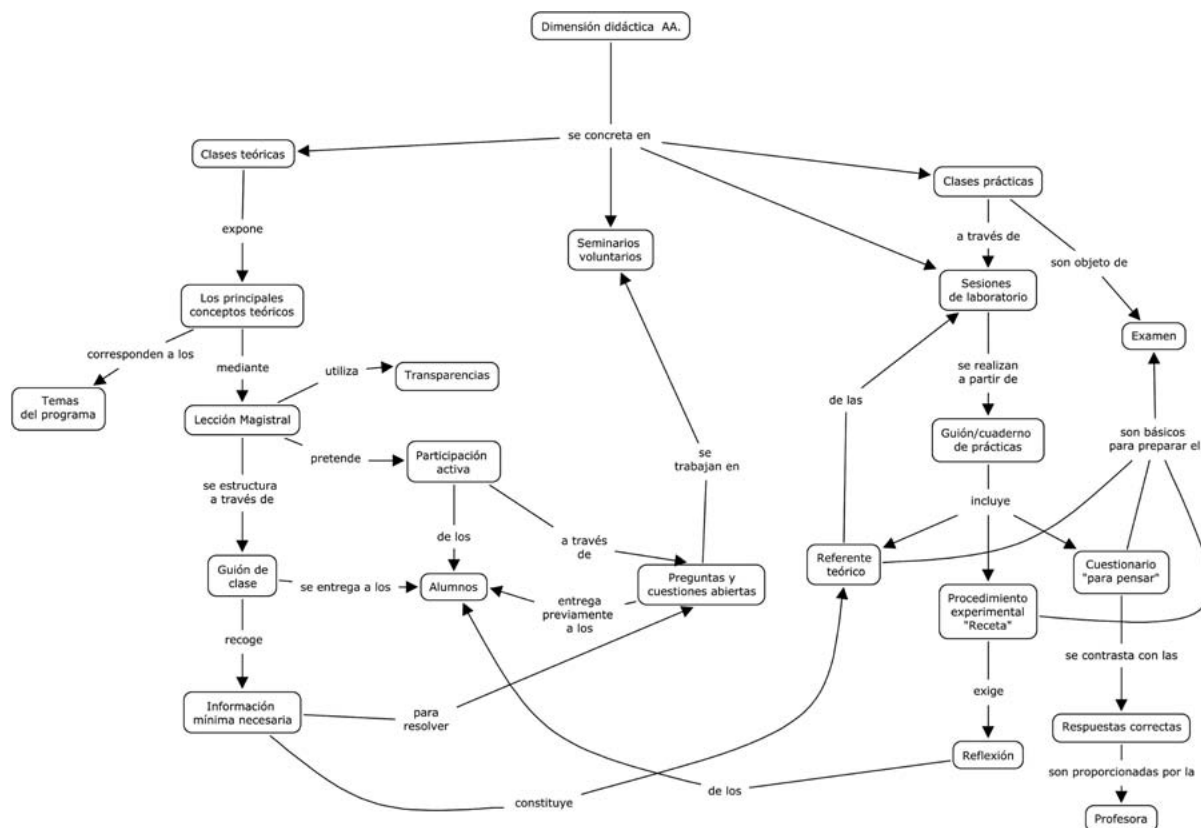 Dimensión didáctica AA.
se concreta en
Clases teóricas
Clases prácticas
expone
Seminarios
voluntarios
a través de
son objeto de
Los principales
conceptos teóricos
Sesiones
de laboratorio
Examen
corresponden a los
mediante
utiliza
Transparencias
se realizan
a partir de
Temas
del programa
Lección Magistral
de las
pretende
Participación
activa
se
trabajan en
Guión/cuaderno
de prácticas
son básicos
para preparar el
se estructura
a través de
incluye
de los
a través
de
Referente
teórico
Cuestionario
"para pensar"
Guión de
clase
se entrega a los
Alumnos
Preguntas y
cuestiones abiertas
entrega
previamente
a los
Procedimiento
experimental
"Receta"
recoge
se contrasta con las
Información
mínima necesaria
para
resolver
exige
Respuestas correctas
Reflexión
son proporcionadas por la
constituye
de los
Profesora